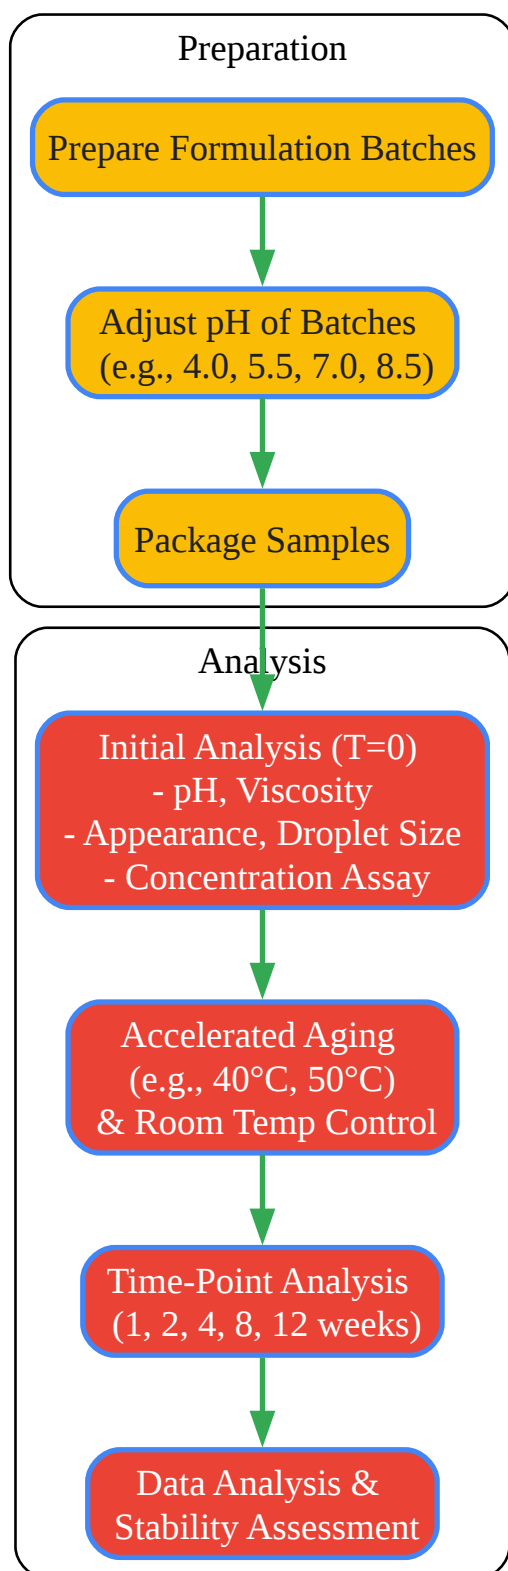 Preparation
Prepare Formulation Batches
Adjust pH of Batches
(e.g., 4.0, 5.5, 7.0, 8.5)
Package Samples
Analysis
Initial Analysis (T=0)
- pH, Viscosity
- Appearance, Droplet Size
- Concentration Assay
Accelerated Aging
(e.g., 40°C, 50°C)
& Room Temp Control
Time-Point Analysis
(1, 2, 4, 8, 12 weeks)
Data Analysis &
Stability Assessment